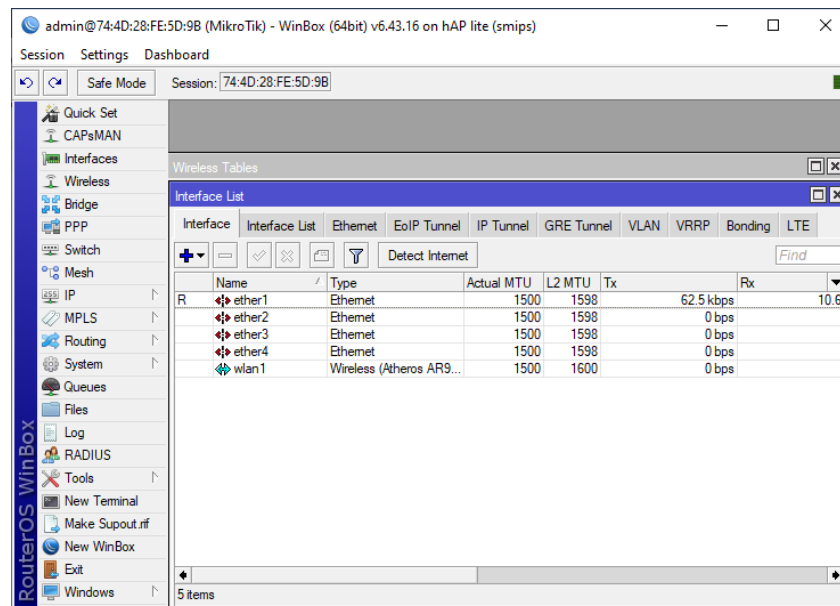 admin@74:4D:28:FE:5D:9B (MikroTik) - WinBox (64bit) v6.43.16 on hAP lite (smips)
Session Settings Dashboard
Safe Mode Session: 74:4D:28:FE:5D:9B
Quick Set
CAPsMAN
Interfaces
Wireless
Bridge
PPP
Switch
Mesh
IP
MPLS
Routing
System
Queues
Files
Log
RADIUS
Tools
New Terminal
Make Supout.rif
New WinBox
Exit
Windows
RouterOS WinBox
Wireless Tables
Interface List
Interface Interface List Ethernet EoIP Tunnel IP Tunnel GRE Tunnel VLAN VRRP Bonding LTE
Detect Internet Find
Name Type Actual MTU L2 MTU Tx Rx
R ether1 Ethernet 1500 1598 62.5 kbps 10.6
ether2 Ethernet 1500 1598 0 bps
ether3 Ethernet 1500 1598 0 bps
ether4 Ethernet 1500 1598 0 bps
wlan1 Wireless (Atheros AR9... 1500 1600 0 bps
5 items